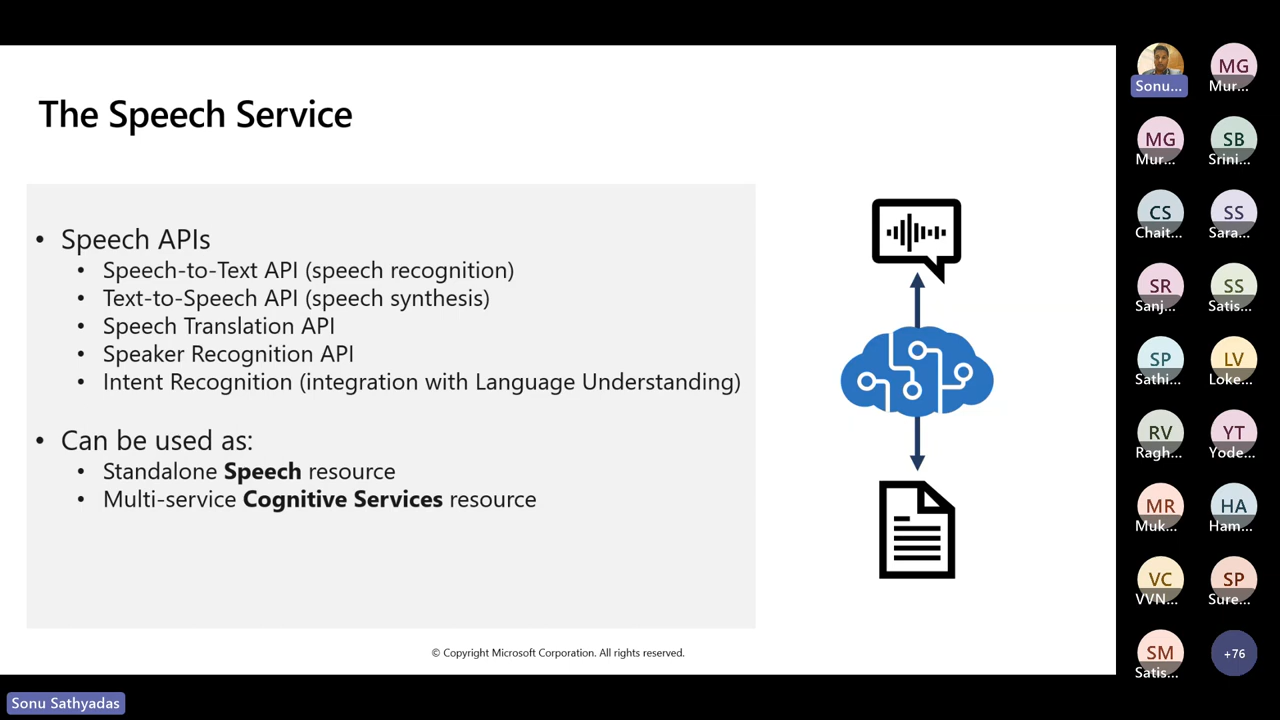 The Speech Service
• Speech APIs
• Speech-to-Text API (speech recognition)
• Text-to-Speech API (speech synthesis)
• Speech Translation API
• Speaker Recognition API
• Intent Recognition (integration with Language Understanding)
• Can be used as:
• Standalone Speech resource
• Multi-service Cognitive Services resource
© Copyright Microsoft Corporation. All rights reserved.
Sonu Sathyadas
Sonu...
MG
Mur...
MG
Mur...
SB
Srini...
CS
Chait...
SS
Sara...
SR
Sanj...
SS
Satis...
SP
Sathi...
LV
Loke...
RV
Ragh...
YT
Yode...
MR
Muk...
HA
Ham...
VC
VVN...
SP
Sure...
SM
Satis...
+76